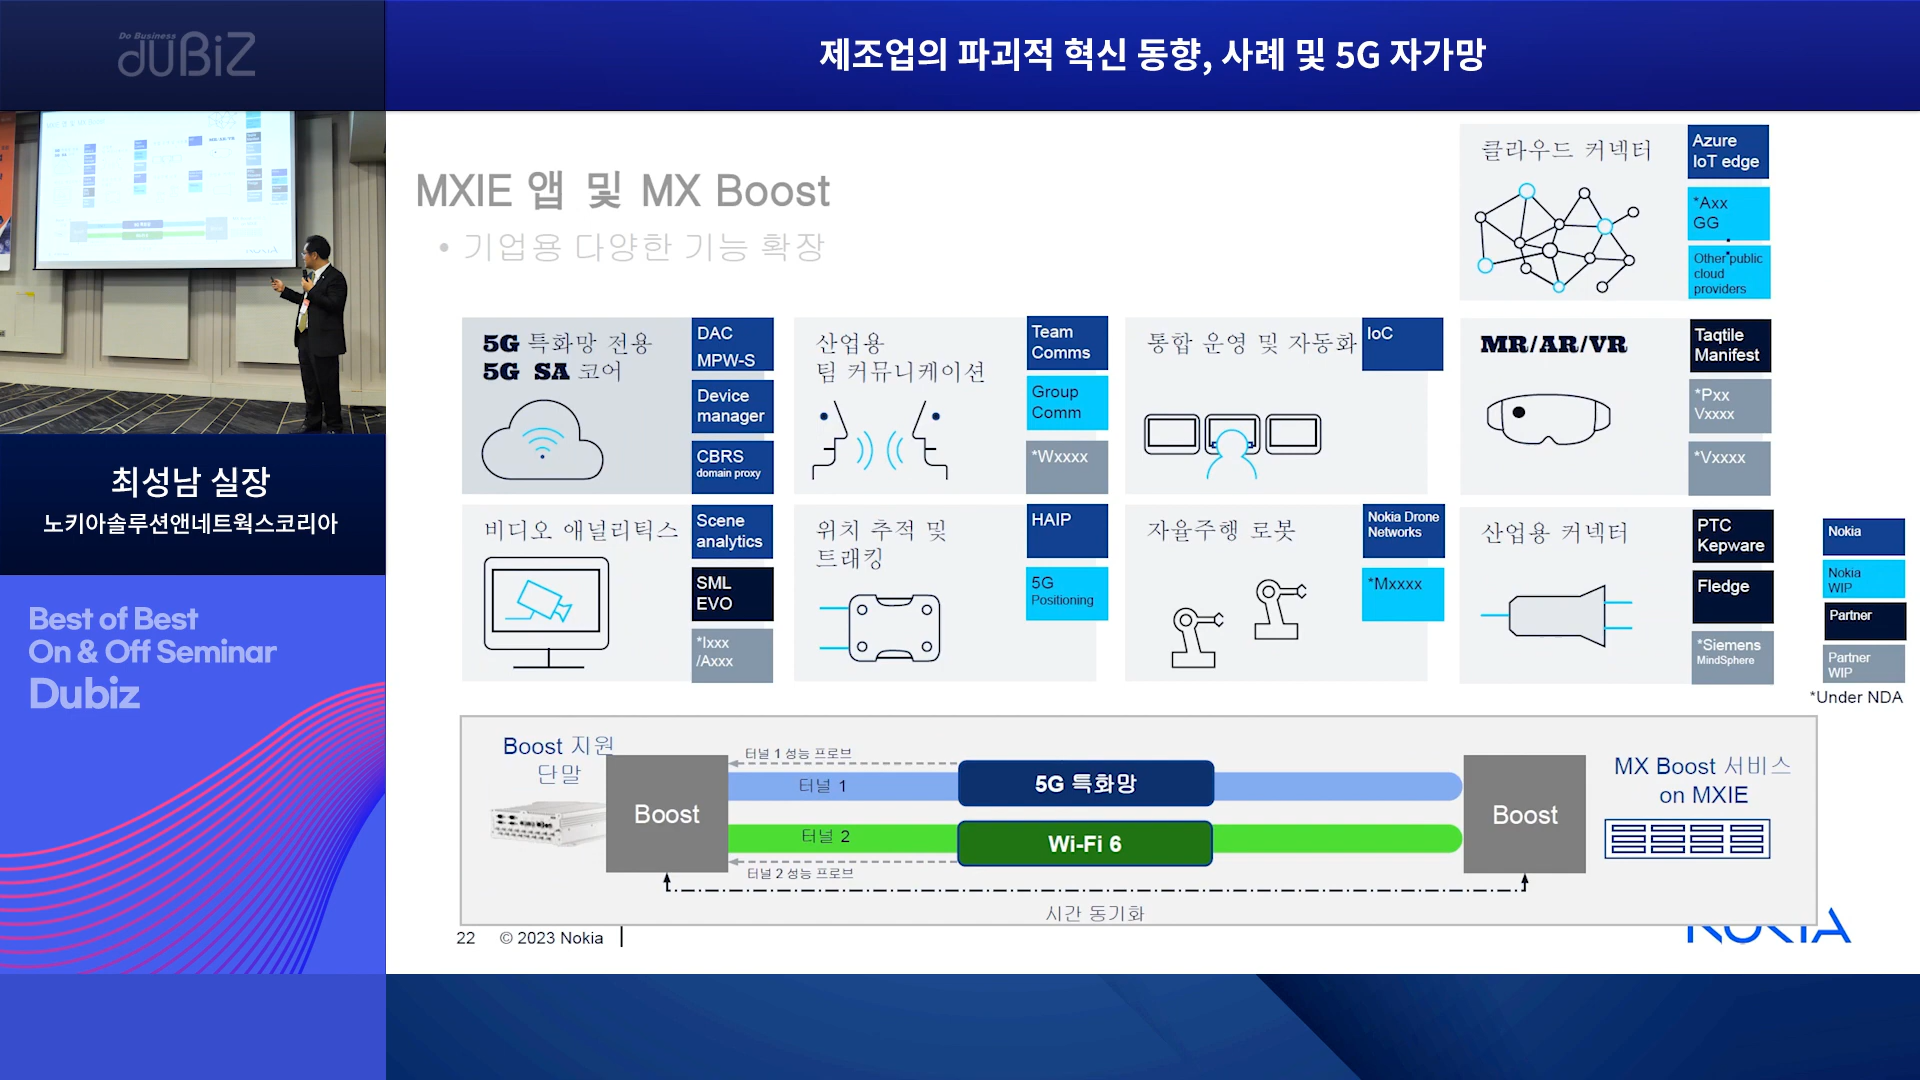 Do Business
duBiZ
제조업의 파괴적 혁신 동향, 사례 및 5G 자가망
최성남 실장
노키아솔루션앤네트웍스코리아
Best of Best
On & Off Seminar
Dubiz
MXIE 앱 및 MX Boost
• 기업용 다양한 기능 확장
클라우드 커넥터
Azure
IoT edge
*Axx
GG
Other public
cloud
providers
5G 특화망 전용
5G SA 코어
DAC
MPW-S
Device
manager
CBRS
domain proxy
산업용
팀 커뮤니케이션
Team
Comms
Group
Comm
*Wxxxx
통합 운영 및 자동화
IoC
MR/AR/VR
Taqtile
Manifest
*Pxx
Vxxxx
*Vxxxx
비디오 애널리틱스
Scene
analytics
SML
EVO
*Ixxx
/Axxx
위치 추적 및
트래킹
HAIP
5G
Positioning
자율주행 로봇
Nokia Drone
Networks
*Mxxxx
산업용 커넥터
PTC
Kepware
Fledge
*Siemens
MindSphere
Nokia
Nokia
WIP
Partner
Partner
WIP
*Under NDA
Boost 지원
단말
Boost
터널 1 성능 프로브
터널 1
5G 특화망
터널 2
Wi-Fi 6
터널 2 성능 프로브
시간 동기화
Boost
MX Boost 서비스
on MXIE
22 © 2023 Nokia
NOKIA